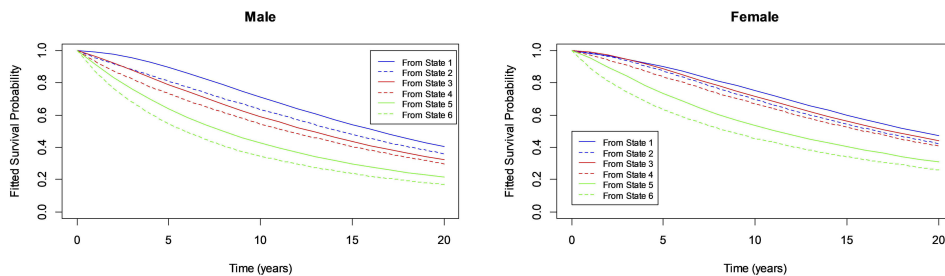 Male
Fitted Survival Probability
1.0
0.8
0.6
0.4
0.2
0.0
From State 1
From State 2
From State 3
From State 4
From State 5
From State 6
0 5 10 15 20
Time (years)
Female
Fitted Survival Probability
1.0
0.8
0.6
0.4
0.2
0.0
From State 1
From State 2
From State 3
From State 4
From State 5
From State 6
0 5 10 15 20
Time (years)